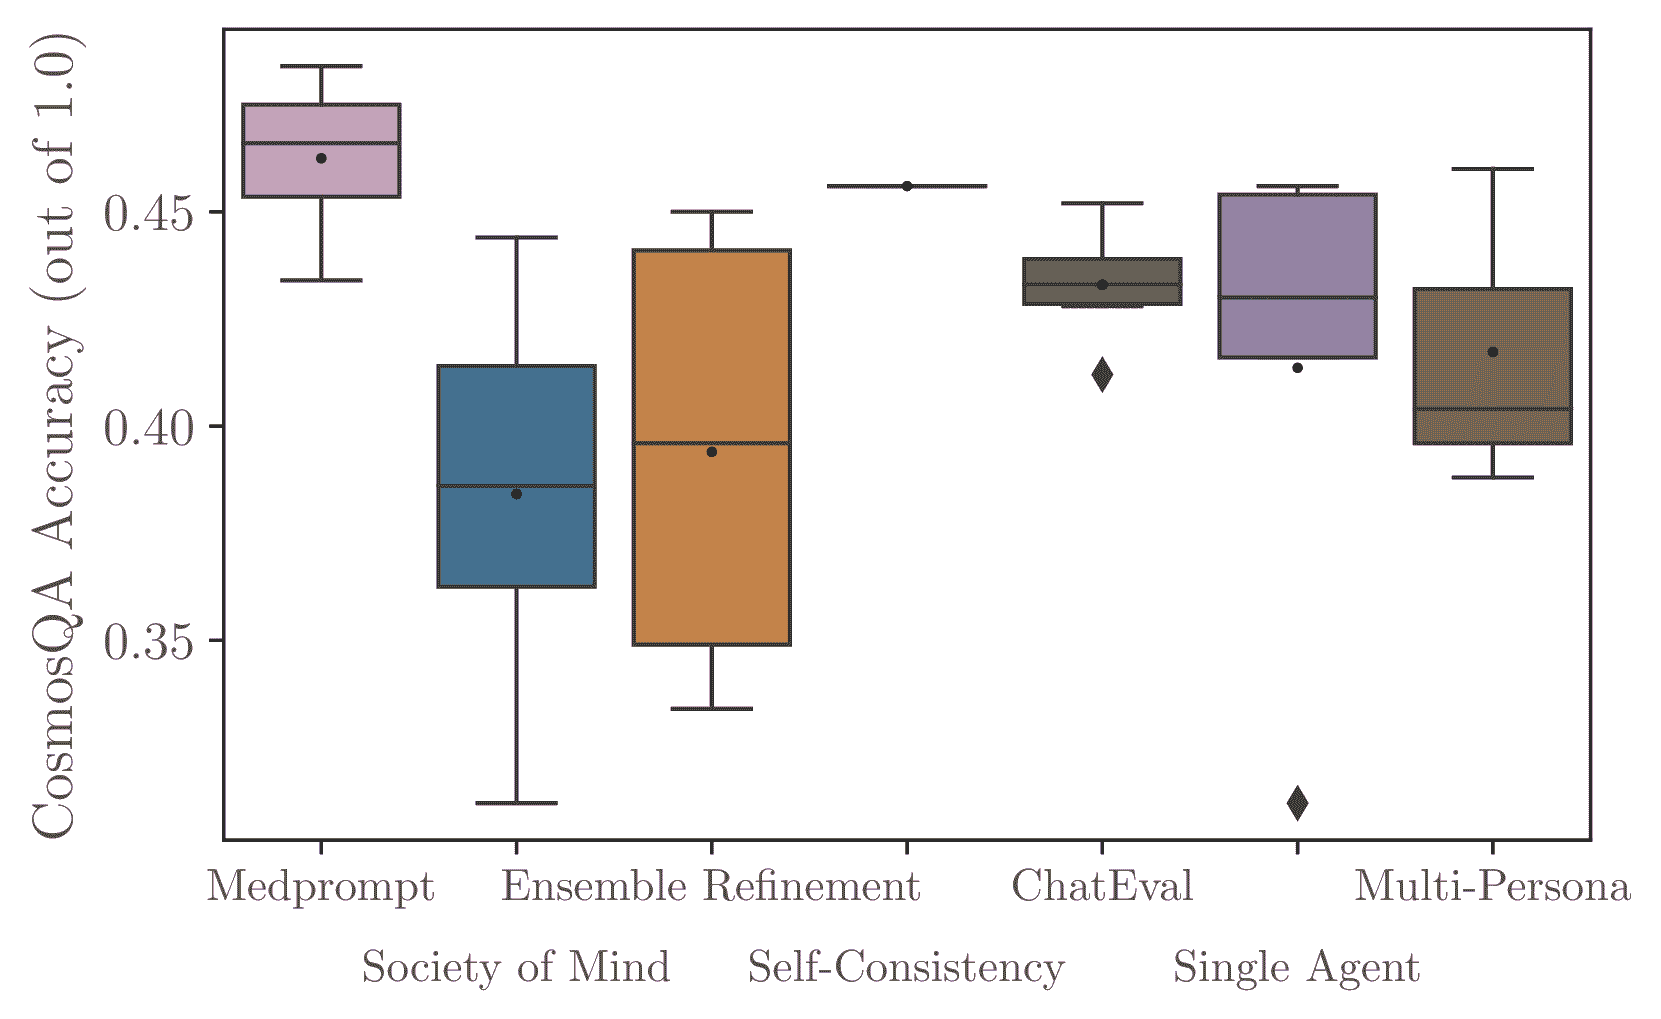 CosmosQA Accuracy (out of 1.0)
0.45
0.40
0.35
Medprompt
Society of Mind
Ensemble Refinement
Self-Consistency
ChatEval
Single Agent
Multi-Persona